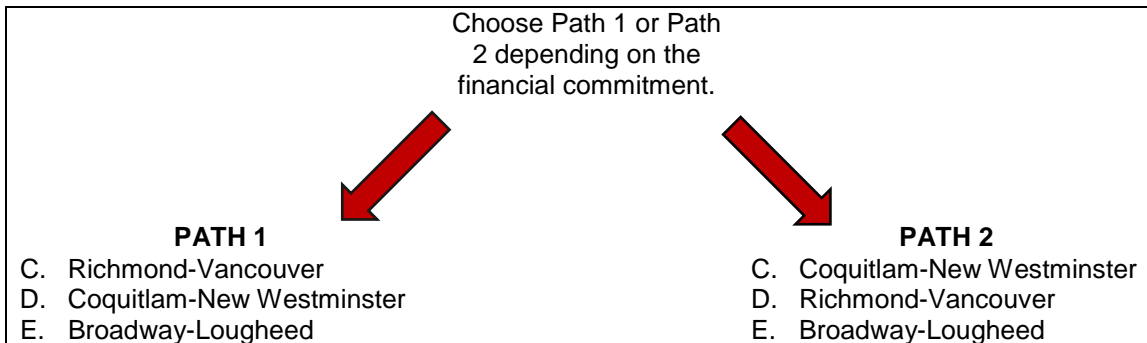 Choose Path 1 or Path
2 depending on the
financial commitment.
PATH 1
C. Richmond-Vancouver
D. Coquitlam-New Westminster
E. Broadway-Lougheed
PATH 2
C. Coquitlam-New Westminster
D. Richmond-Vancouver
E. Broadway-Lougheed